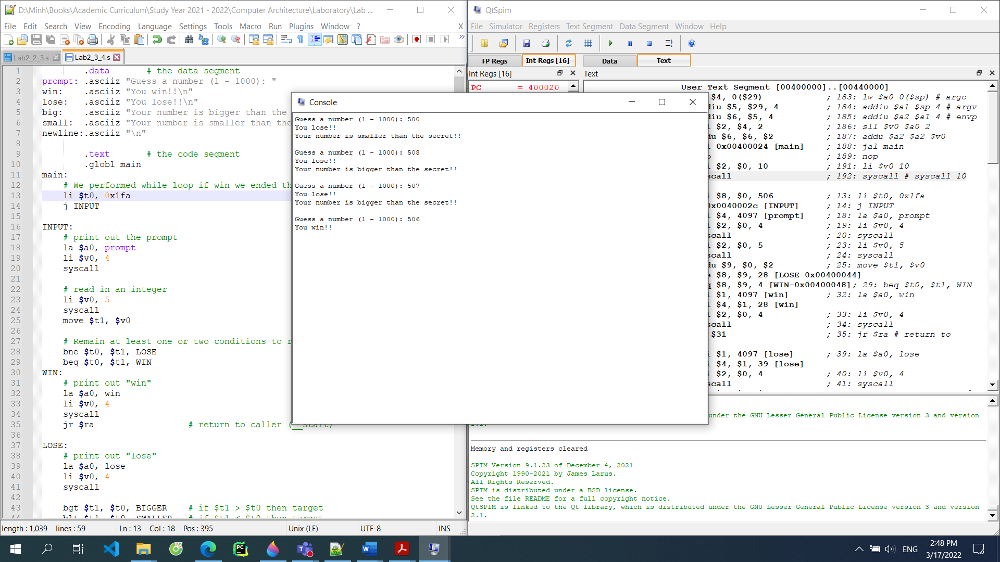 D:\Minh\Books\Academic Curriculum\Study Year 2021 - 2022\Computer Architecture\Laboratory\Lab ...
File Edit Search View Encoding Language Settings Tools Macro Run Plugins Window ? X
Lab2_2_3.s Lab2_3_4.s
1 .data # the data segment
2 prompt: .asciiz "Guess a number (1 - 1000): "
3 win: .asciiz "You win!!\n"
4 lose: .asciiz "You lose!!\n"
5 big: .asciiz "Your number is bigger than the
6 small: .asciiz "Your number is smaller than the
7 newline:.asciiz "\n"
8
9 .text # the code segment
10 .globl main
11 main:
12 # We performed while loop if win we ended th
13 li $t0, 0x1fa
14 j INPUT
15
16 INPUT:
17 # print out the prompt
18 la $a0, prompt
19 li $v0, 4
20 syscall
21
22 # read in an integer
23 li $v0, 5
24 syscall
25 move $t1, $v0
26
27 # Remain at least one or two conditions to r
28 bne $t0, $t1, LOSE
29 beq $t0, $t1, WIN
30 WIN:
31 # print out "win"
32 la $a0, win
33 li $v0, 4
34 syscall
35 jr $ra # return to caller (__start)
36
37 LOSE:
38 # print out "lose"
39 la $a0, lose
40 li $v0, 4
41 syscall
42
43 bgt $t1, $t0, BIGGER # if $t1 > $t0 then target
44 blt $t1, $t0, SMALLER # if $t1 < $t0 then target
length : 1,039 lines : 59 Ln : 13 Col : 18 Pos : 395 Unix (LF) UTF-8 INS
Console
Guess a number (1 - 1000): 500
You lose!!
Your number is smaller than the secret!!
Guess a number (1 - 1000): 508
You lose!!
Your number is bigger than the secret!!
Guess a number (1 - 1000): 507
You lose!!
Your number is bigger than the secret!!
Guess a number (1 - 1000): 506
You win!!
QtSpim
File Simulator Registers Text Segment Data Segment Window Help
FP Regs Int Regs [16] Data Text
Int Regs [16] Text
PC = 400020
User Text Segment [00400000]..[00440000]
$4, 0($29) ; 183: lw $a0 0($sp) # argc
diu $5, $29, 4 ; 184: addiu $a1 $sp 4 # argv
diu $6, $5, 4 ; 185: addiu $a2 $a1 4 # envp
$2, $4, 2 ; 186: sll $v0 $a0 2
du $6, $6, $2 ; 187: addu $a2 $a2 $v0
0x00400024 [main] ; 188: jal main
; 189: nop
$2, $0, 10 ; 191: li $v0 10
scall ; 192: syscall # syscall 10
$8, $0, 506 ; 13: li $t0, 0x1fa
0x0040002c [INPUT] ; 14: j INPUT
$4, 4097 [prompt] ; 18: la $a0, prompt
$2, $0, 4 ; 19: li $v0, 4
scall ; 20: syscall
$2, $0, 5 ; 23: li $v0, 5
scall ; 24: syscall
du $9, $0, $2 ; 25: move $t1, $v0
e $8, $9, 28 [LOSE-0x00400044]
q $8, $9, 4 [WIN-0x00400048]; 29: beq $t0, $t1, WIN
$1, 4097 [win] ; 32: la $a0, win
$4, $1, 28 [win]
$2, $0, 4 ; 33: li $v0, 4
scall ; 34: syscall
$31 ; 35: jr $ra # return to
$1, 4097 [lose] ; 39: la $a0, lose
$4, $1, 39 [lose]
$2, $0, 4 ; 40: li $v0, 4
scall ; 41: syscall
under the GNU Lesser General Public License version 3 and version
2.1.
Memory and registers cleared
SPIM Version 9.1.23 of December 4, 2021
Copyright 1990-2021 by James Larus.
All Rights Reserved.
SPIM is distributed under a BSD license.
See the file README for a full copyright notice.
QtSPIM is linked to the Qt library, which is distributed under the GNU Lesser General Public License version 3 and version
2.1.
ENG
2:48 PM
3/17/2022